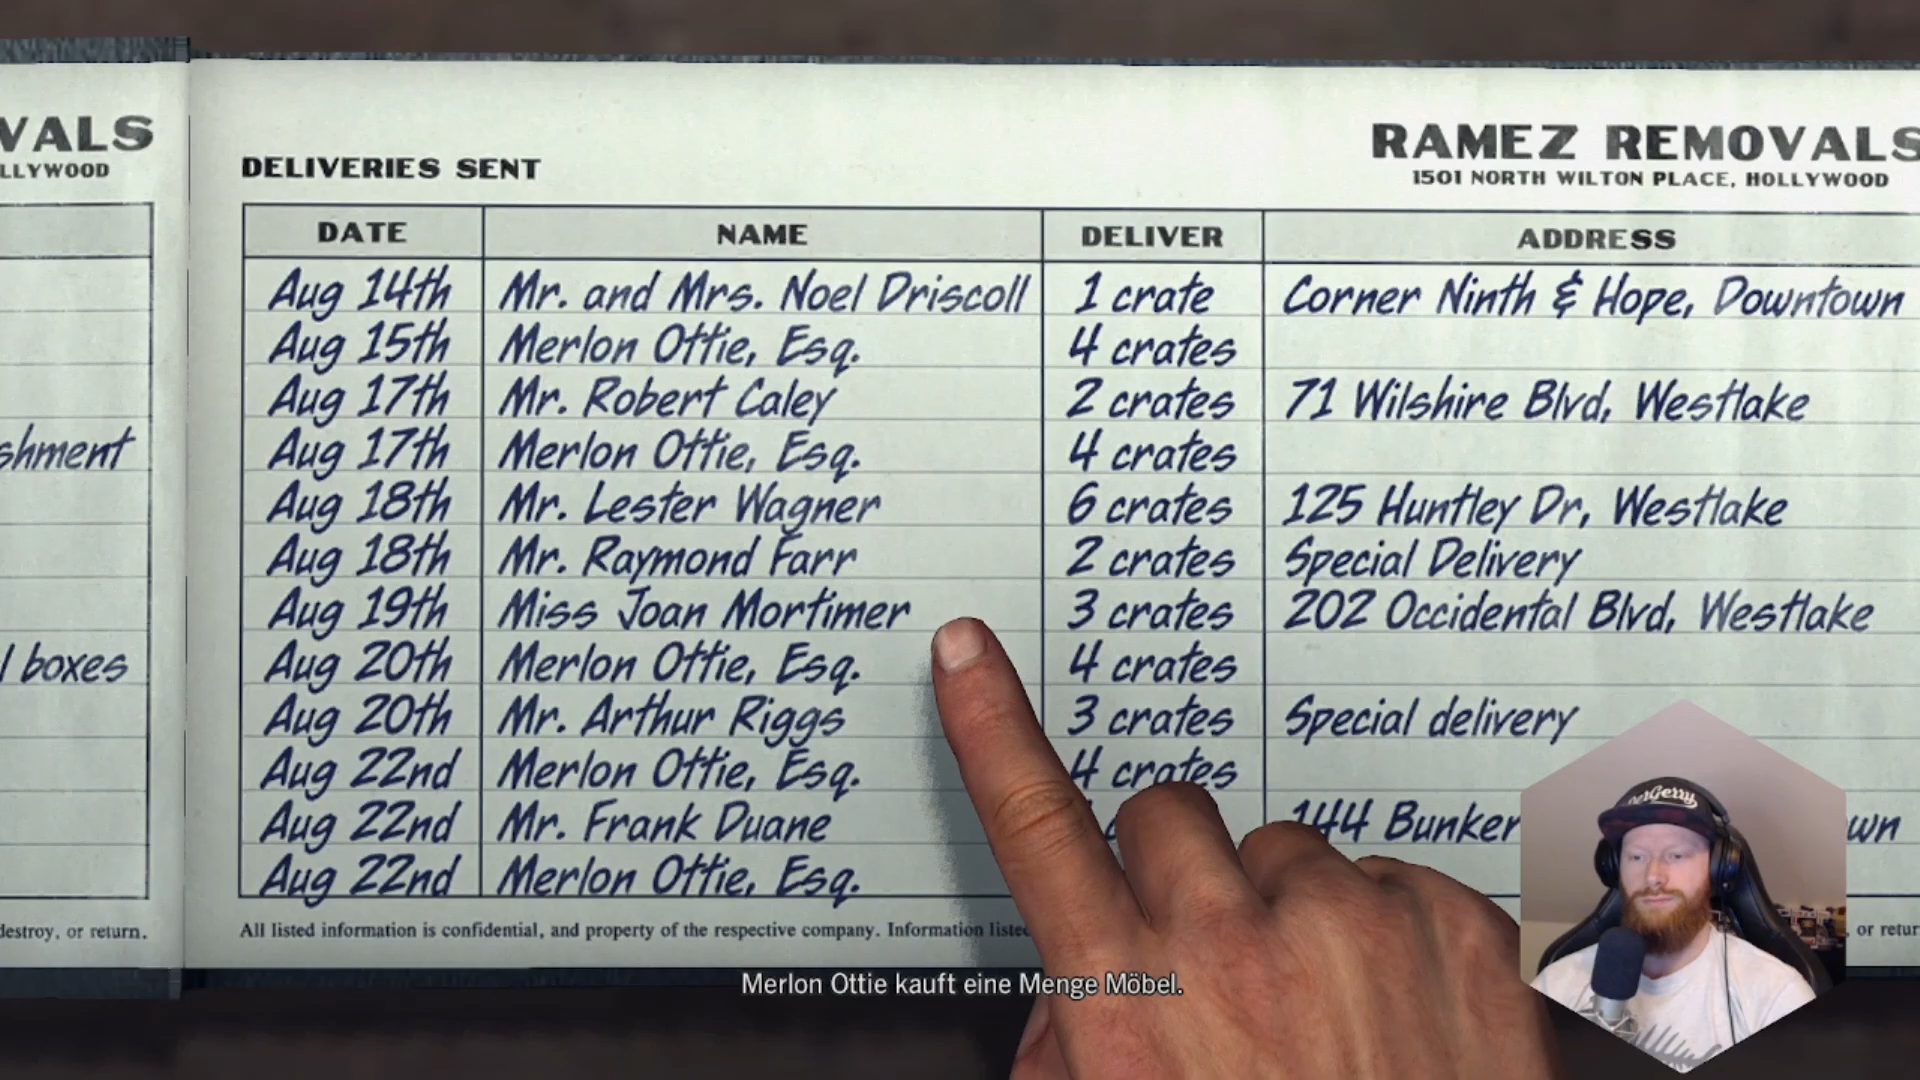 VALS
LLYWOOD
shment
l boxes
destroy, or return.
RAMEZ REMOVALS
1501 NORTH WILTON PLACE, HOLLYWOOD
DELIVERIES SENT
DATE NAME DELIVER ADDRESS
Aug 14th Mr. and Mrs. Noel Driscoll 1 crate Corner Ninth & Hope, Downtown
Aug 15th Merlon Ottie, Esq. 4 crates
Aug 17th Mr. Robert Caley 2 crates 71 Wilshire Blvd, Westlake
Aug 17th Merlon Ottie, Esq. 4 crates
Aug 18th Mr. Lester Wagner 6 crates 125 Huntley Dr, Westlake
Aug 18th Mr. Raymond Farr 2 crates Special Delivery
Aug 19th Miss Joan Mortimer 3 crates 202 Occidental Blvd, Westlake
Aug 20th Merlon Ottie, Esq. 4 crates
Aug 20th Mr. Arthur Riggs 3 crates Special delivery
Aug 22nd Merlon Ottie, Esq. 4 crates
Aug 22nd Mr. Frank Duane 144 Bunker wn
Aug 22nd Merlon Ottie, Esq.
All listed information is confidential, and property of the respective company. Information listed or retur
Merlon Ottie kauft eine Menge Möbel.